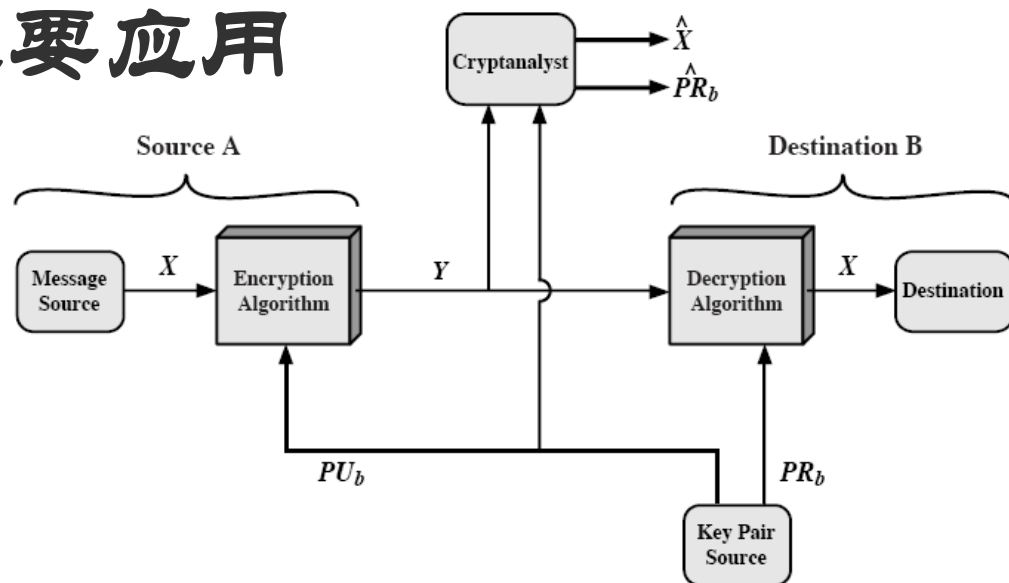 要应用
Cryptanalyst
X̂
P̂R_b
Source A
Destination B
Message
Source
X
Encryption
Algorithm
Y
Decryption
Algorithm
X
Destination
PU_b
PR_b
Key Pair
Source